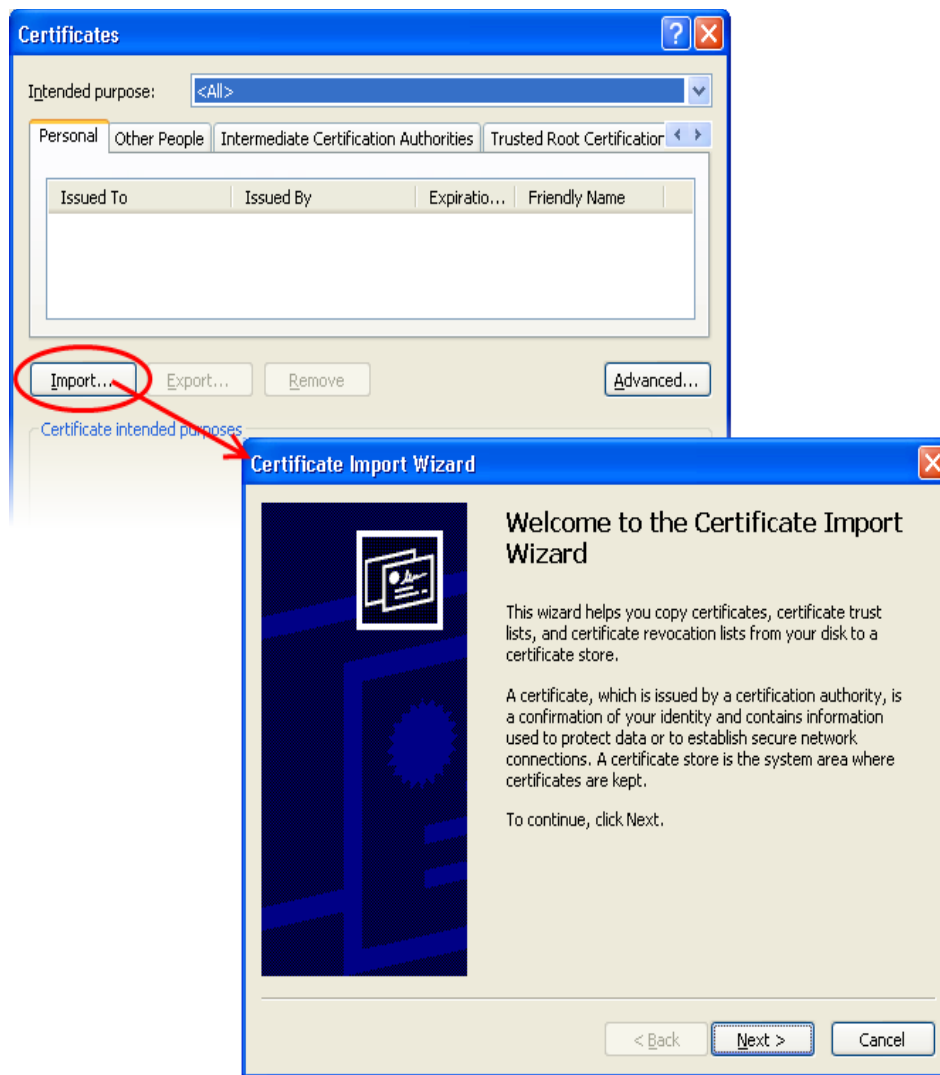 Certificates
Intended purpose: <All>
Personal Other People Intermediate Certification Authorities Trusted Root Certification
Issued To Issued By Expiratio... Friendly Name
Import... Export... Remove Advanced...
Certificate intended purposes
Certificate Import Wizard
Welcome to the Certificate Import
Wizard
This wizard helps you copy certificates, certificate trust
lists, and certificate revocation lists from your disk to a
certificate store.
A certificate, which is issued by a certification authority, is
a confirmation of your identity and contains information
used to protect data or to establish secure network
connections. A certificate store is the system area where
certificates are kept.
To continue, click Next.
< Back Next > Cancel